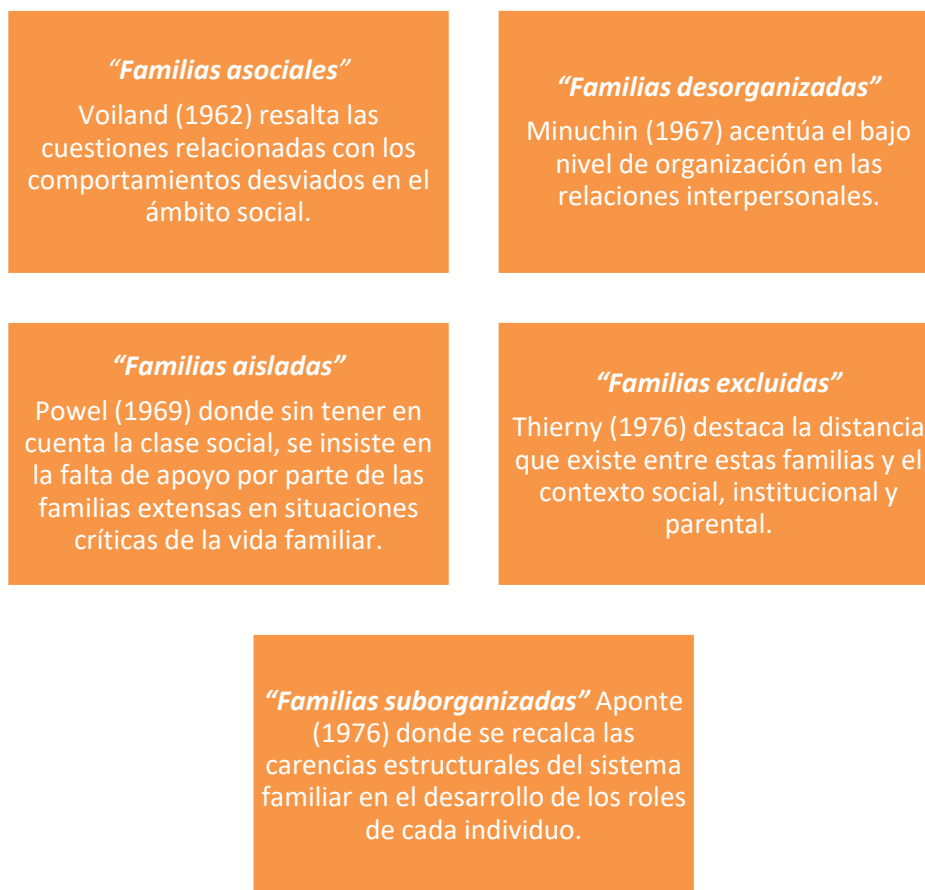 “Familias asociales”
Voiland (1962) resalta las
cuestiones relacionadas con los
comportamientos desviados en el
ámbito social.
“Familias desorganizadas”
Minuchin (1967) acentúa el bajo
nivel de organización en las
relaciones interpersonales.
“Familias aisladas”
Powel (1969) donde sin tener en
cuenta la clase social, se insiste en
la falta de apoyo por parte de las
familias extensas en situaciones
críticas de la vida familiar.
“Familias excluidas”
Thierny (1976) destaca la distancia
que existe entre estas familias y el
contexto social, institucional y
parental.
“Familias suborganizadas” Aponte
(1976) donde se recalca las
carencias estructurales del sistema
familiar en el desarrollo de los roles
de cada individuo.